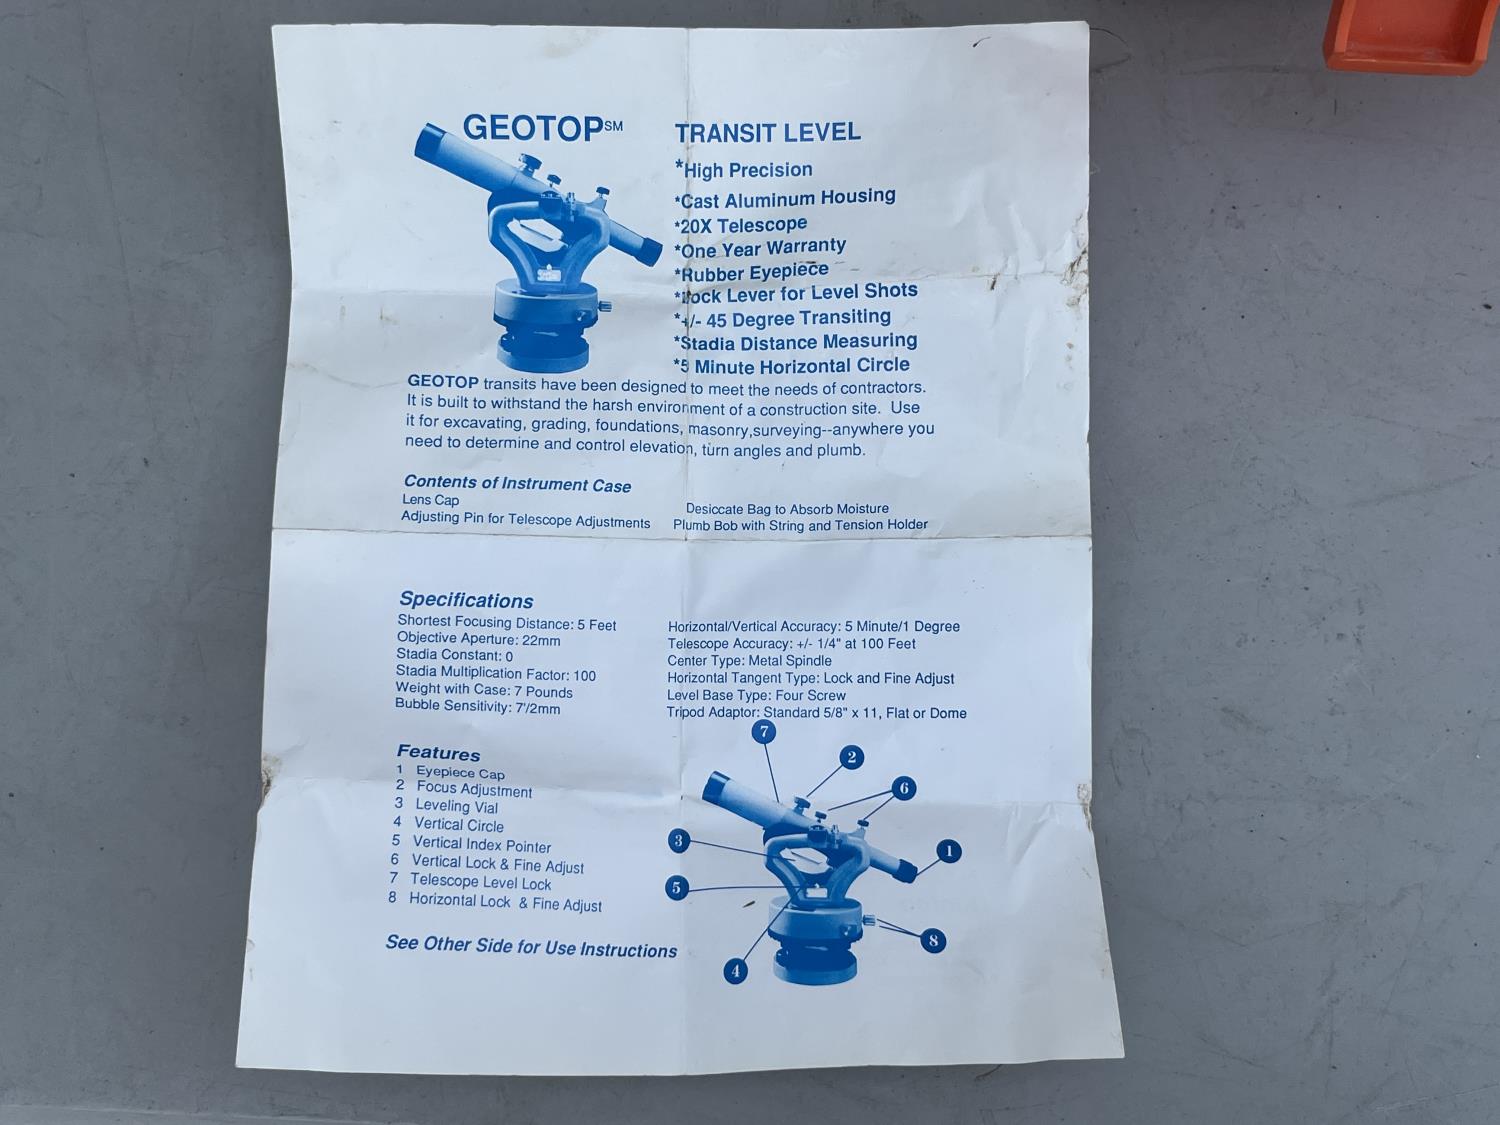 GEOTOP SM
TRANSIT LEVEL
*High Precision
*Cast Aluminum Housing
*20X Telescope
*One Year Warranty
*Rubber Eyepiece
*Lock Lever for Level Shots
*+/- 45 Degree Transiting
*Stadia Distance Measuring
*5 Minute Horizontal Circle
GEOTOP transits have been designed to meet the needs of contractors.
It is built to withstand the harsh environment of a construction site. Use
it for excavating, grading, foundations, masonry,surveying--anywhere you
need to determine and control elevation, turn angles and plumb.
Contents of Instrument Case
Lens Cap
Adjusting Pin for Telescope Adjustments
Desiccate Bag to Absorb Moisture
Plumb Bob with String and Tension Holder
Specifications
Shortest Focusing Distance: 5 Feet
Objective Aperture: 22mm
Stadia Constant: 0
Stadia Multiplication Factor: 100
Weight with Case: 7 Pounds
Bubble Sensitivity: 7'/2mm
Horizontal/Vertical Accuracy: 5 Minute/1 Degree
Telescope Accuracy: +/- 1/4" at 100 Feet
Center Type: Metal Spindle
Horizontal Tangent Type: Lock and Fine Adjust
Level Base Type: Four Screw
Tripod Adaptor: Standard 5/8" x 11, Flat or Dome
Features
1 Eyepiece Cap
2 Focus Adjustment
3 Leveling Vial
4 Vertical Circle
5 Vertical Index Pointer
6 Vertical Lock & Fine Adjust
7 Telescope Level Lock
8 Horizontal Lock & Fine Adjust
See Other Side for Use Instructions
7
2
6
3
1
5
8
4